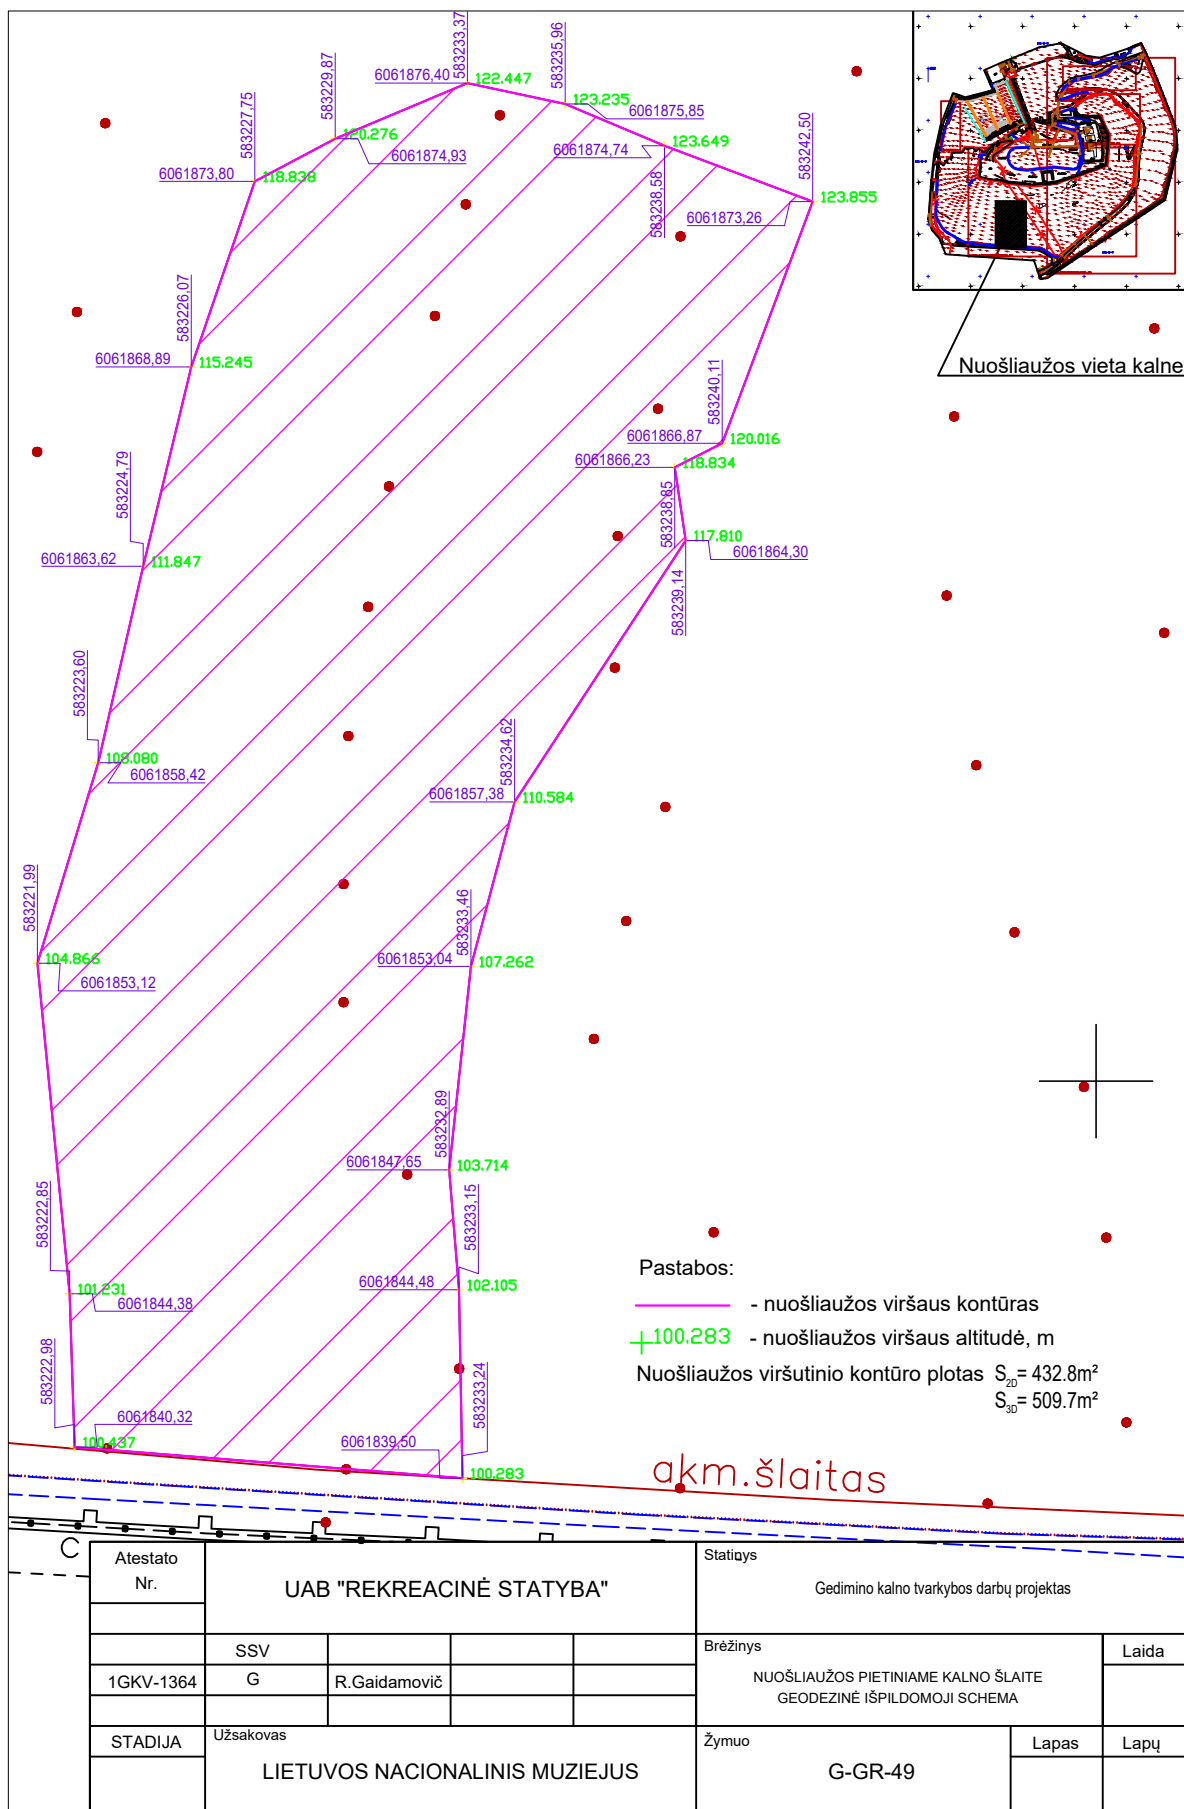 583233,37
6061876,40
122.447
583235,96
123.235
6061875,85
583229,87
120.276
6061874,93
6061874,74
123.649
583238,58
583242,50
123.855
6061873,26
583227,75
6061873,80
118.838
Nuošliaužos vieta kalne
583226,07
6061868,89
115.245
583240,11
6061866,87
120.016
6061866,23
118.834
583238,85
583224,79
6061863,62
111.847
117.810
6061864,30
583239,14
583223,60
108.080
6061858,42
583234,62
6061857,38
110.584
583221,99
104.866
6061853,12
583233,46
6061853,04
107.262
583232,89
6061847,65
103.714
583222,85
101.231
6061844,38
583233,15
6061844,48
102.105
583222,98
6061840,32
100.437
583233,24
6061839,50
100.283
Pastabos:
- nuošliaužos viršaus kontūras
100.283 - nuošliaužos viršaus altitudė, m
Nuošliaužos viršutinio kontūro plotas S2D= 432.8m²
S3D= 509.7m²
akm.šlaitas
C
Atestato
Nr.
UAB "REKREACINĖ STATYBA"
Statinys
Gedimino kalno tvarkybos darbų projektas
SSV
1GKV-1364 G R.Gaidamovič
Brėžinys
NUOŠLIAUŽOS PIETINIAME KALNO ŠLAITE
GEODEZINĖ IŠPILDOMOJI SCHEMA
Laida
STADIJA
Užsakovas
LIETUVOS NACIONALINIS MUZIEJUS
Žymuo
G-GR-49
Lapas
Lapų